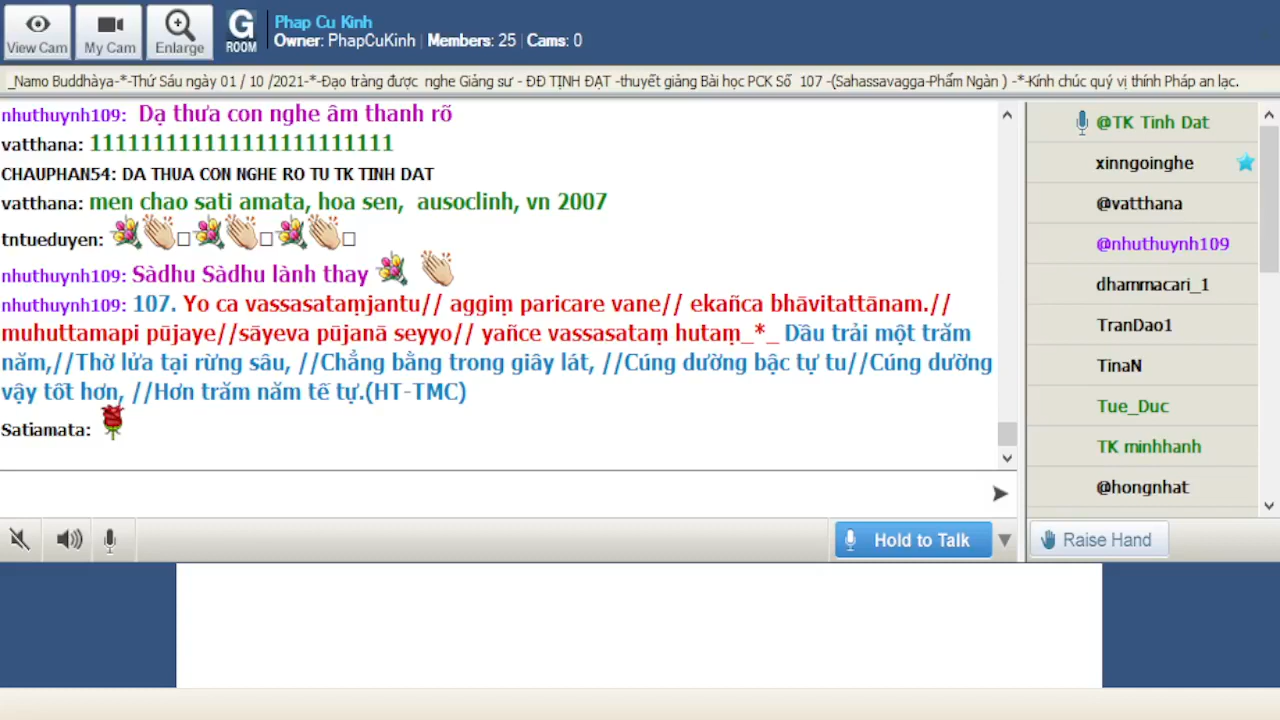 View Cam
My Cam
Enlarge
G
ROOM
Phap Cu Kinh
Owner: PhapCuKinh | Members: 25 | Cams: 0
_Namo Buddhàya-*-Thứ Sáu ngày 01 / 10 /2021-*-Đạo tràng được nghe Giảng sư - ĐĐ TỊNH ĐẠT -thuyết giảng Bài học PCK Số 107 -(Sahassavagga-Phẩm Ngàn ) -*-Kính chúc quý vị thính Pháp an lạc.
nhuthuynh109: Dạ thưa con nghe âm thanh rõ
vatthana: 111111111111111111111111
CHAUPHAN54: DA THUA CON NGHE RO TU TK TINH DAT
vatthana: men chao sati amata, hoa sen, ausoclinh, vn 2007
tntueduyen:
nhuthuynh109: Sàdhu Sàdhu lành thay
nhuthuynh109: 107. Yo ca vassasataṃjantu// aggiṃ paricare vane// ekañca bhāvitattānam.//
muhuttamapi pūjaye//sāyeva pūjanā seyyo// yañce vassasataṃ hutaṃ_*_ Dầu trải một trăm
năm,//Thờ lửa tại rừng sâu, //Chẳng bằng trong giây lát, //Cúng dường bậc tự tu//Cúng dường
vậy tốt hơn, //Hơn trăm năm tế tự.(HT-TMC)
Satiamata:
@TK Tinh Dat
xinngoinghe
@vatthana
@nhuthuynh109
dhammacari_1
TranDao1
TinaN
Tue_Duc
TK minhhanh
@hongnhat
Hold to Talk
Raise Hand